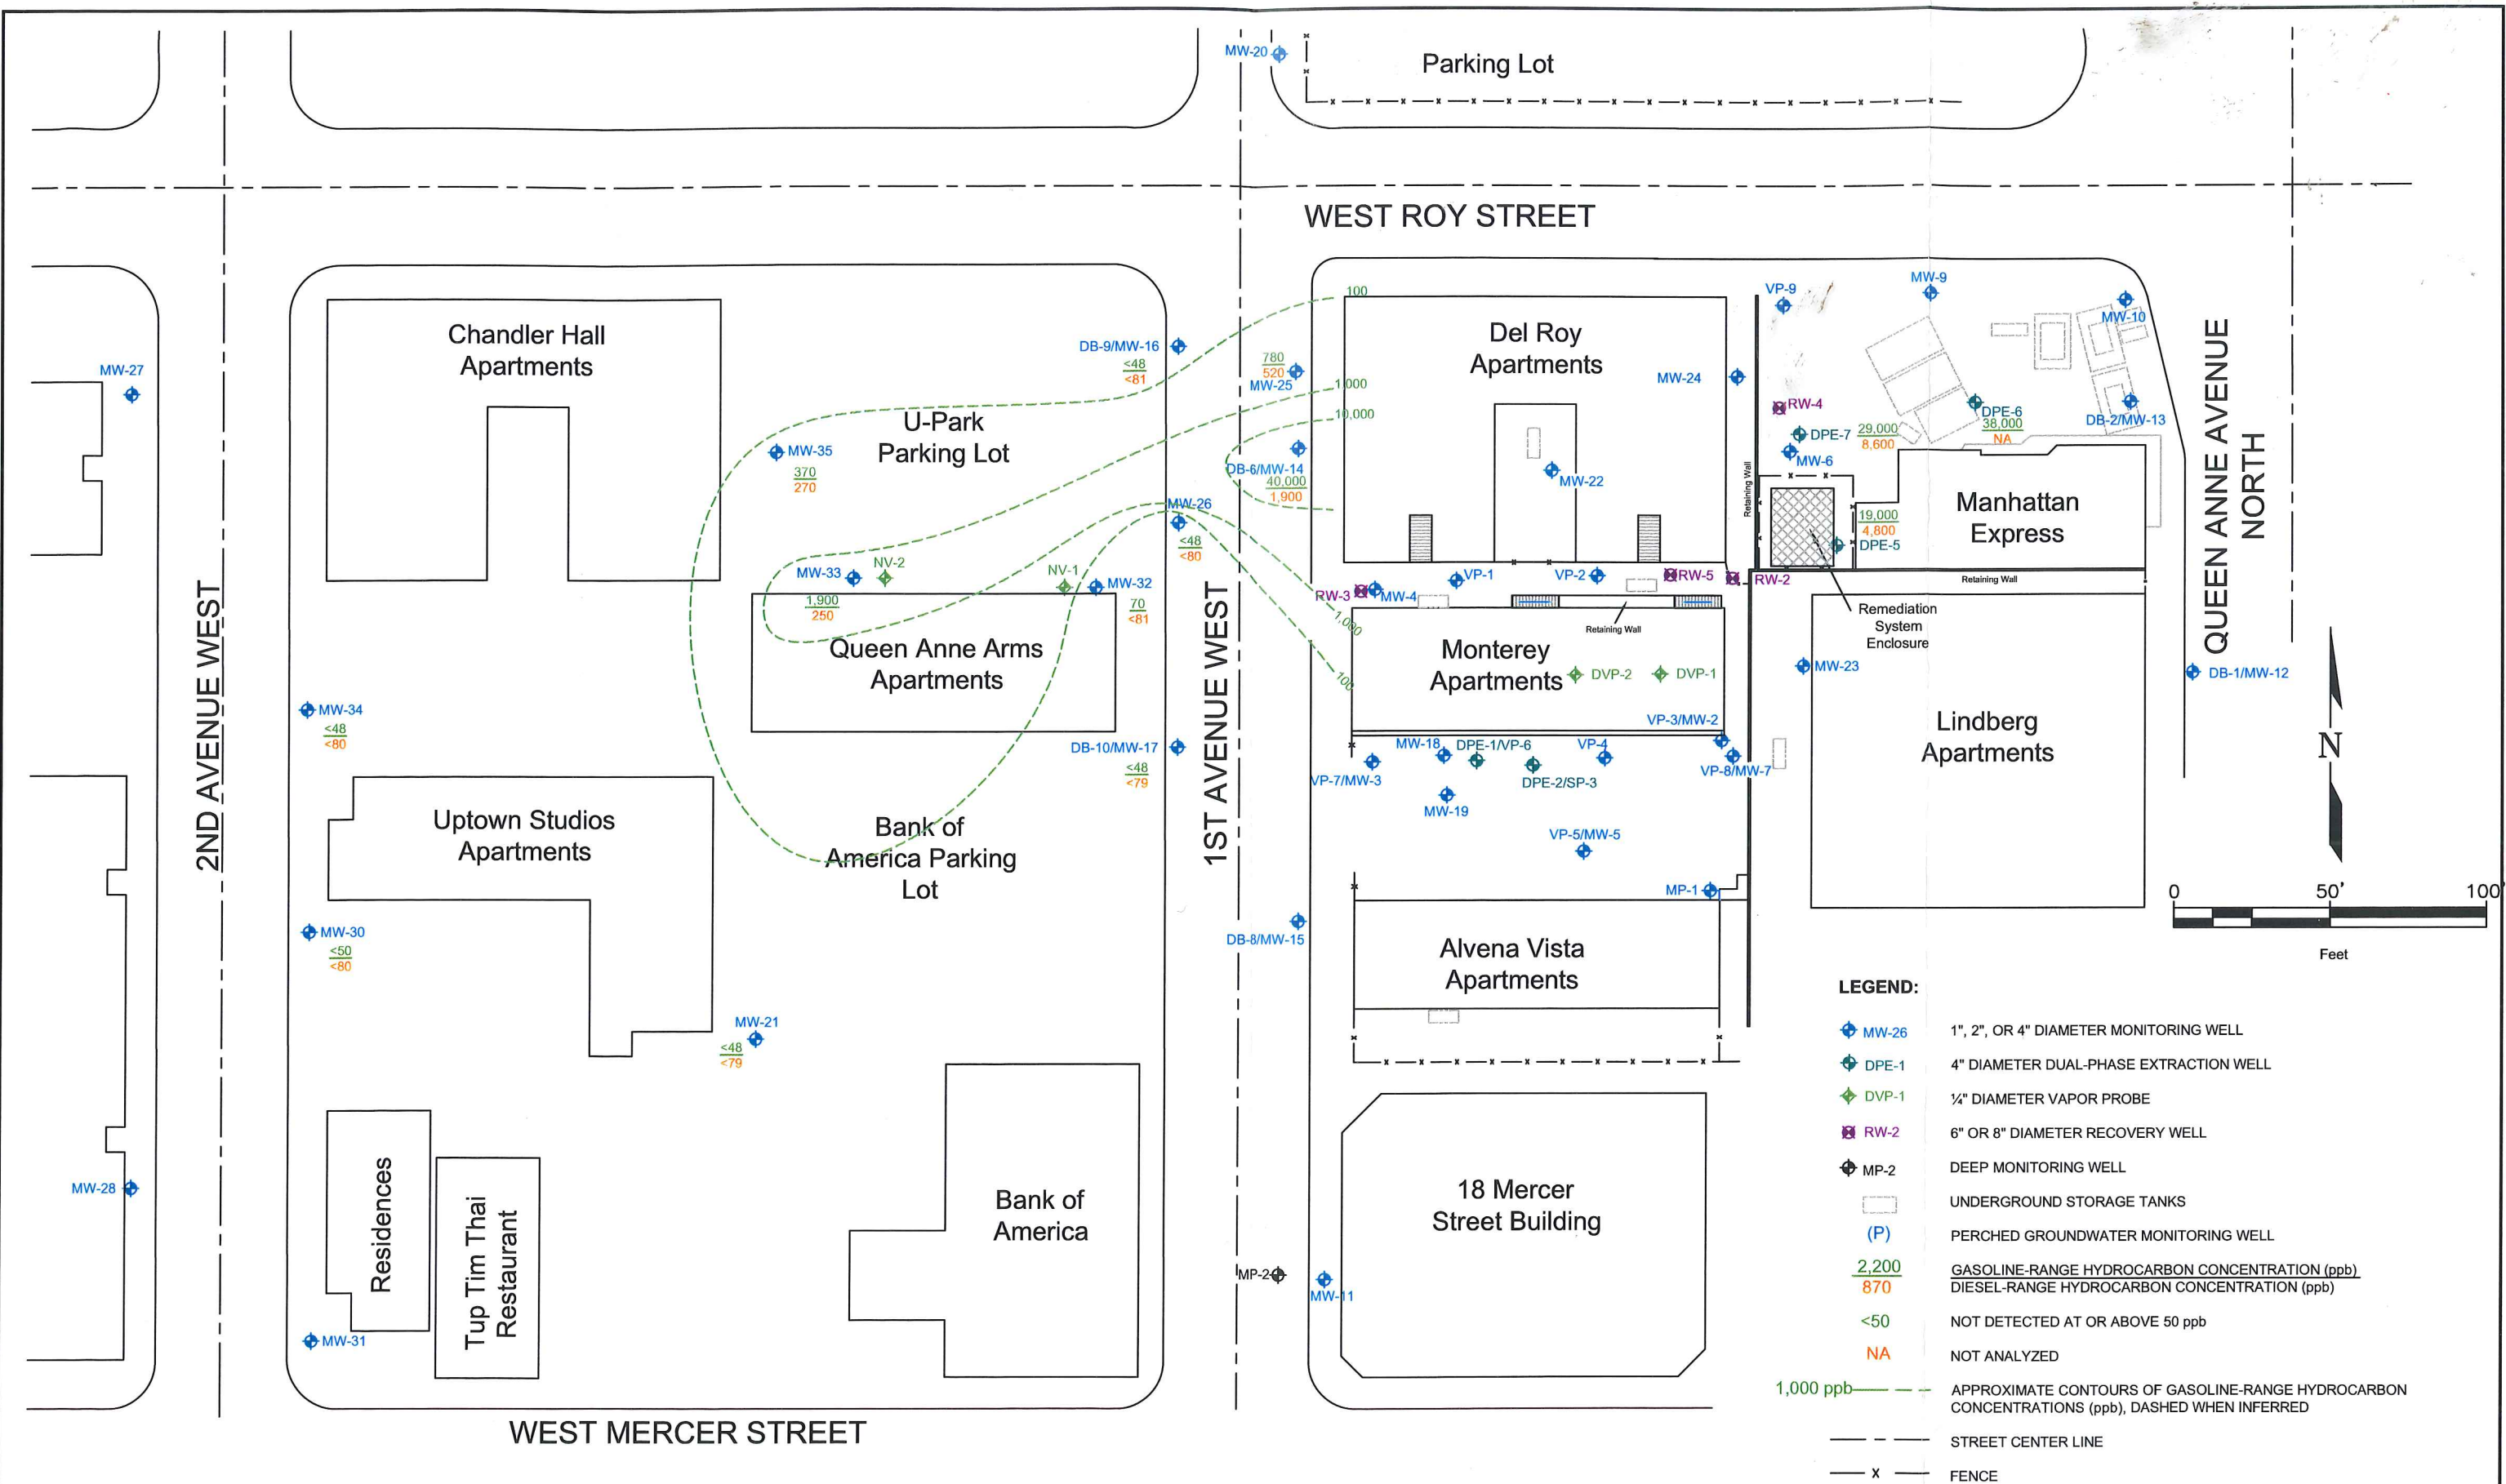 MW-20
Parking Lot
WEST ROY STREET
100
Chandler Hall
Apartments
DB-9/MW-16
<48
<81
780
520
MW-25
1,000
10,000
Del Roy
Apartments
MW-24
VP-9
MW-9
MW-10
MW-27
RW-4
DPE-7
29,000
8,600
DPE-6
38,000
NA
DB-2/MW-13
MW-6
U-Park
Parking Lot
MW-35
370
270
DB-6/MW-14
40,000
1,900
MW-22
Retaining Wall
Manhattan
Express
19,000
4,800
DPE-5
QUEEN ANNE AVENUE
NORTH
MW-26
<48
<80
MW-33
NV-2
1,900
250
NV-1
MW-32
70
<81
RW-3
MW-4
VP-1
VP-2
RW-5
RW-2
Retaining Wall
Remediation
System
Enclosure
1,000
100
Retaining Wall
Queen Anne Arms
Apartments
Monterey
Apartments
DVP-2
DVP-1
MW-23
DB-1/MW-12
2ND AVENUE WEST
1ST AVENUE WEST
MW-34
<48
<80
DB-10/MW-17
<48
<79
VP-3/MW-2
MW-18
DPE-1/VP-6
VP-4
VP-7/MW-3
DPE-2/SP-3
VP-8/MW-7
MW-19
VP-5/MW-5
Lindberg
Apartments
N
Uptown Studios
Apartments
Bank of
America Parking
Lot
MP-1
0 50' 100'
Feet
MW-30
<50
<80
DB-8/MW-15
Alvena Vista
Apartments
MW-21
<48
<79
MW-28
Residences
Tup Tim Thai
Restaurant
Bank of
America
18 Mercer
Street Building
MP-2
MW-11
MW-31
WEST MERCER STREET
LEGEND:
MW-26 1", 2", OR 4" DIAMETER MONITORING WELL
DPE-1 4" DIAMETER DUAL-PHASE EXTRACTION WELL
DVP-1 ¼" DIAMETER VAPOR PROBE
RW-2 6" OR 8" DIAMETER RECOVERY WELL
MP-2 DEEP MONITORING WELL
UNDERGROUND STORAGE TANKS
(P) PERCHED GROUNDWATER MONITORING WELL
2,200 GASOLINE-RANGE HYDROCARBON CONCENTRATION (ppb)
870 DIESEL-RANGE HYDROCARBON CONCENTRATION (ppb)
<50 NOT DETECTED AT OR ABOVE 50 ppb
NA NOT ANALYZED
1,000 ppb APPROXIMATE CONTOURS OF GASOLINE-RANGE HYDROCARBON
CONCENTRATIONS (ppb), DASHED WHEN INFERRED
STREET CENTER LINE
x FENCE